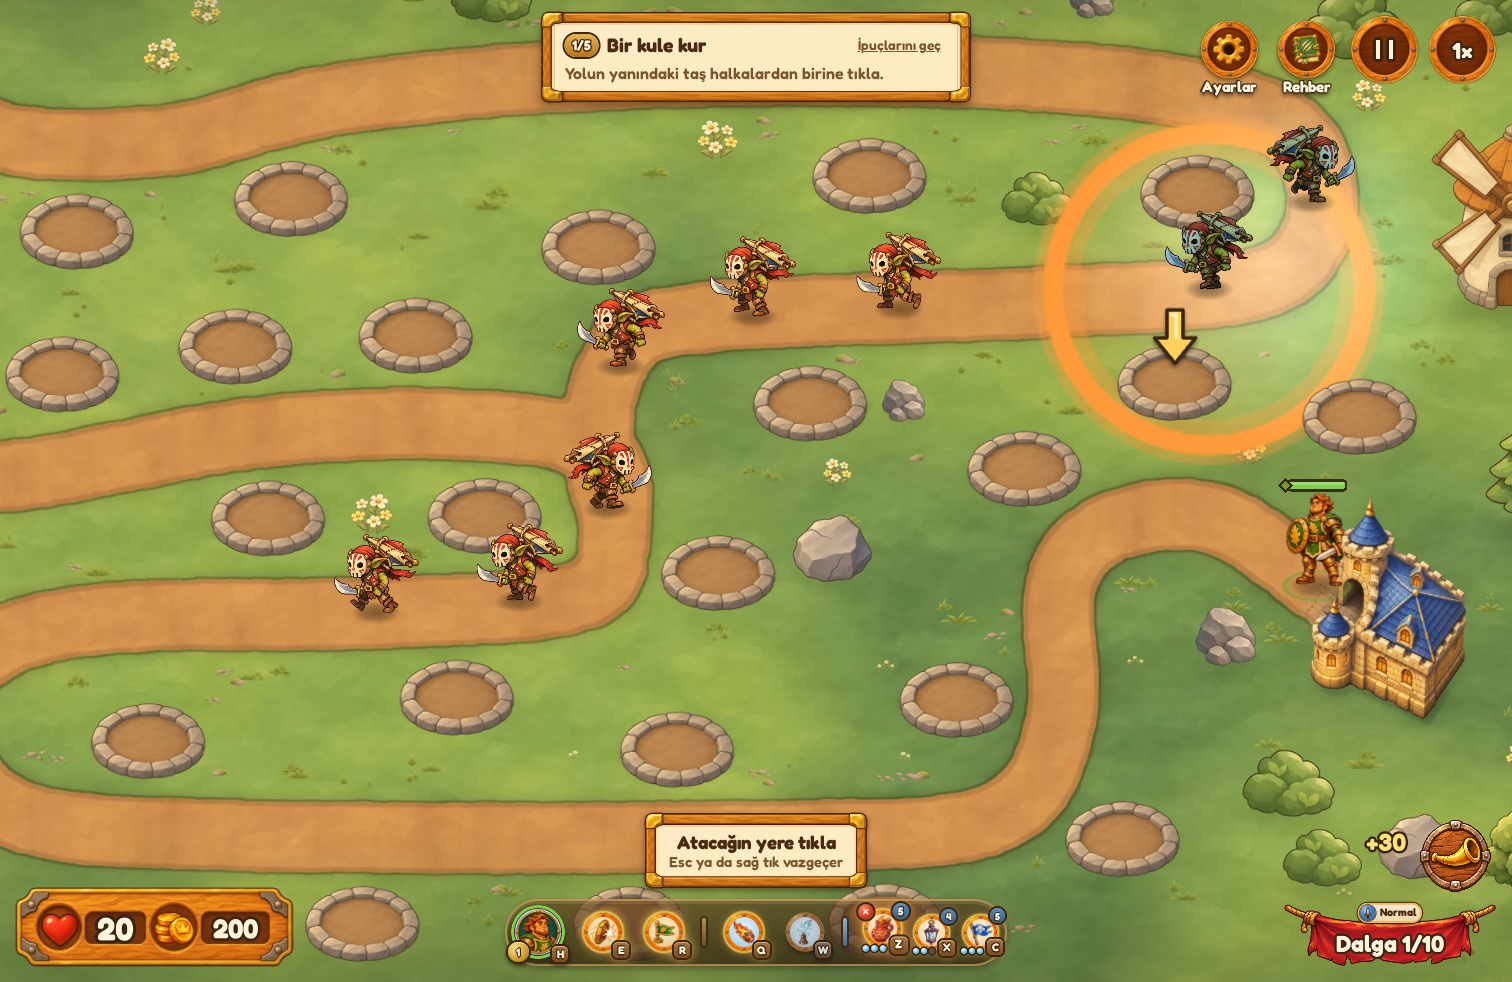 1/5 Bir kule kur İpuçlarını geç
Yolun yanındaki taş halkalardan birine tıkla.
Ayarlar
Rehber
1x
Atacağın yere tıkla
Esc ya da sağ tık vazgeçer
20
200
1
H
E
R
Q
W
5
Z
4
X
5
C
+30
Normal
Dalga 1/10